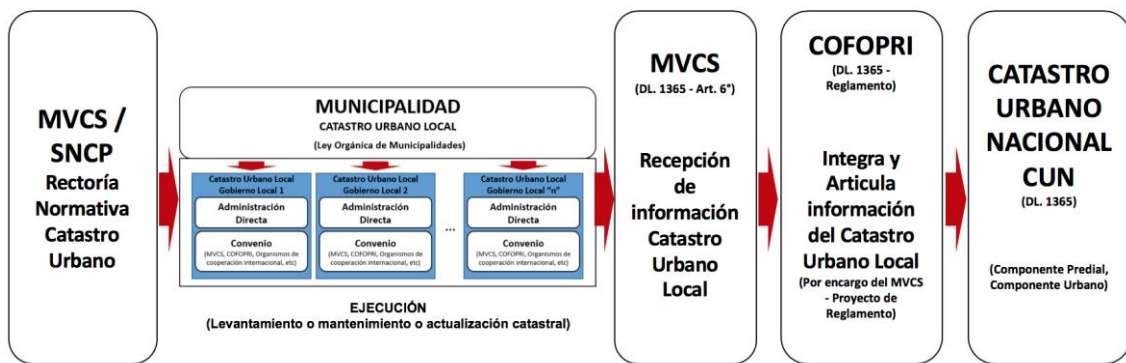 MVCS /
SNCP
Rectoría
Normativa
Catastro
Urbano
MUNICIPALIDAD
CATASTRO URBANO LOCAL
(Ley Orgánica de Municipalidades)
Catastro Urbano Local
Gobierno Local 1
Administración
Directa
Convenio
(MVCS, COFOPRI, Organismos de
cooperación internacional, etc)
Catastro Urbano Local
Gobierno Local 2
Administración
Directa
Convenio
(MVCS, COFOPRI, Organismos de
cooperación internacional, etc)
...
Catastro Urbano Local
Gobierno Local "n"
Administración
Directa
Convenio
(MVCS, COFOPRI, Organismos de
cooperación internacional, etc)
EJECUCIÓN
(Levantamiento o mantenimiento o actualización catastral)
MVCS
(DL. 1365 - Art. 6°)
Recepción
de
información
Catastro
Urbano
Local
COFOPRI
(DL. 1365 -
Reglamento)
Integra y
Articula
información
del Catastro
Urbano Local
(Por encargo del MVCS
- Proyecto de
Reglamento)
CATASTRO
URBANO
NACIONAL
CUN
(DL. 1365)
(Componente Predial,
Componente Urbano)